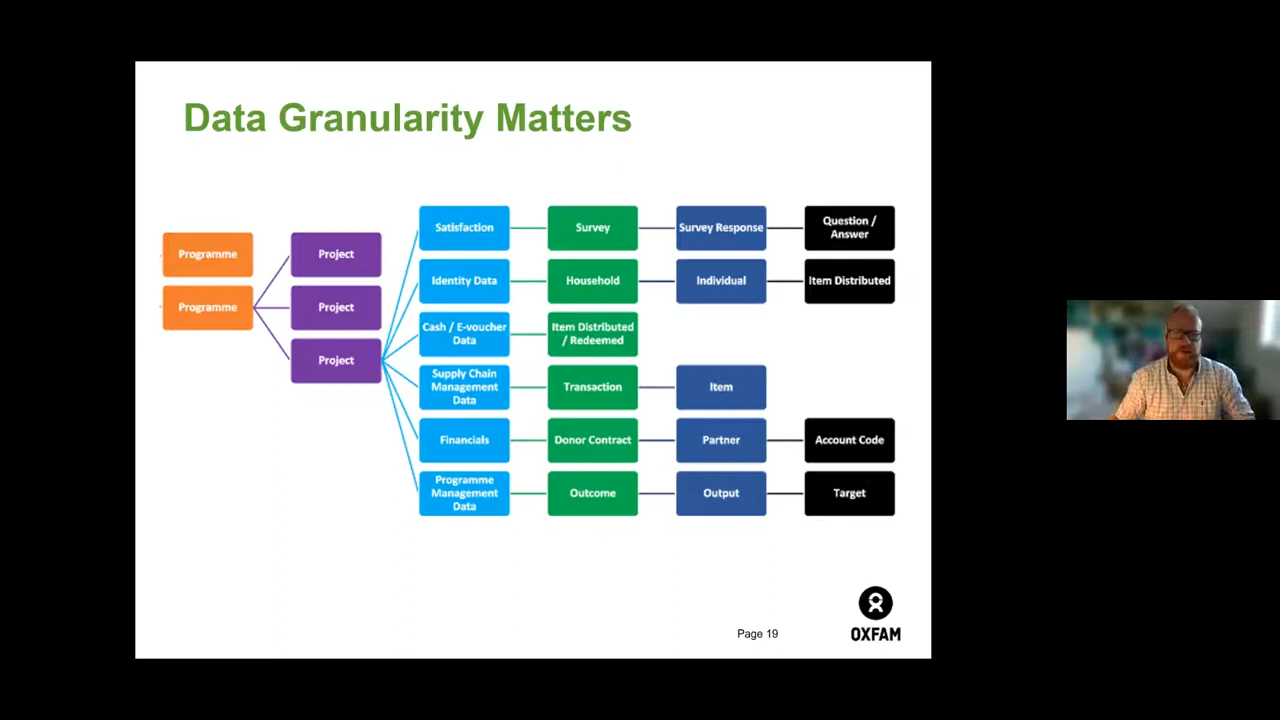 Data Granularity Matters
Programme
Programme
Project
Project
Project
Satisfaction
Survey
Survey Response
Question /
Answer
Identity Data
Household
Individual
Item Distributed
Cash / E-voucher
Data
Item Distributed
/ Redeemed
Supply Chain
Management
Data
Transaction
Item
Financials
Donor Contract
Partner
Account Code
Programme
Management
Data
Outcome
Output
Target
Page 19
OXFAM